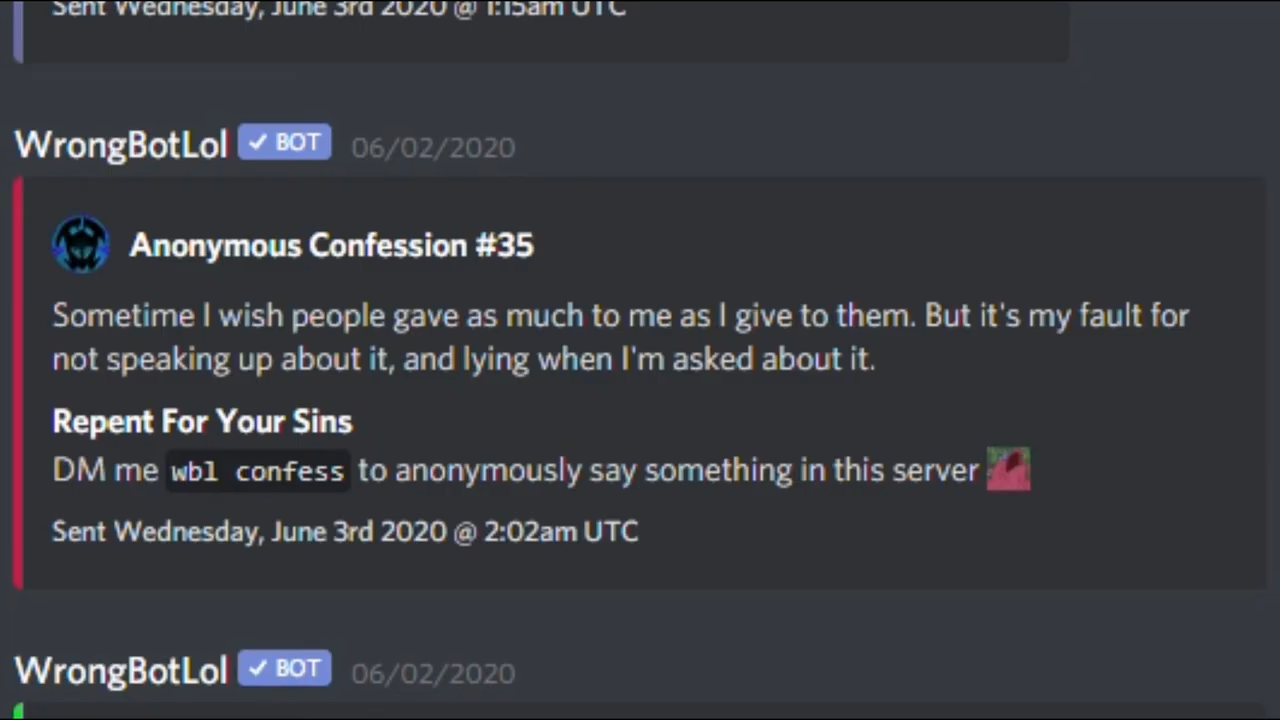 Sent Wednesday, June 3rd 2020 @ 1:15am UTC
WrongBotLol ✓ BOT 06/02/2020
Anonymous Confession #35
Sometime I wish people gave as much to me as I give to them. But it's my fault for
not speaking up about it, and lying when I'm asked about it.
Repent For Your Sins
DM me wbl confess to anonymously say something in this server
Sent Wednesday, June 3rd 2020 @ 2:02am UTC
WrongBotLol ✓ BOT 06/02/2020